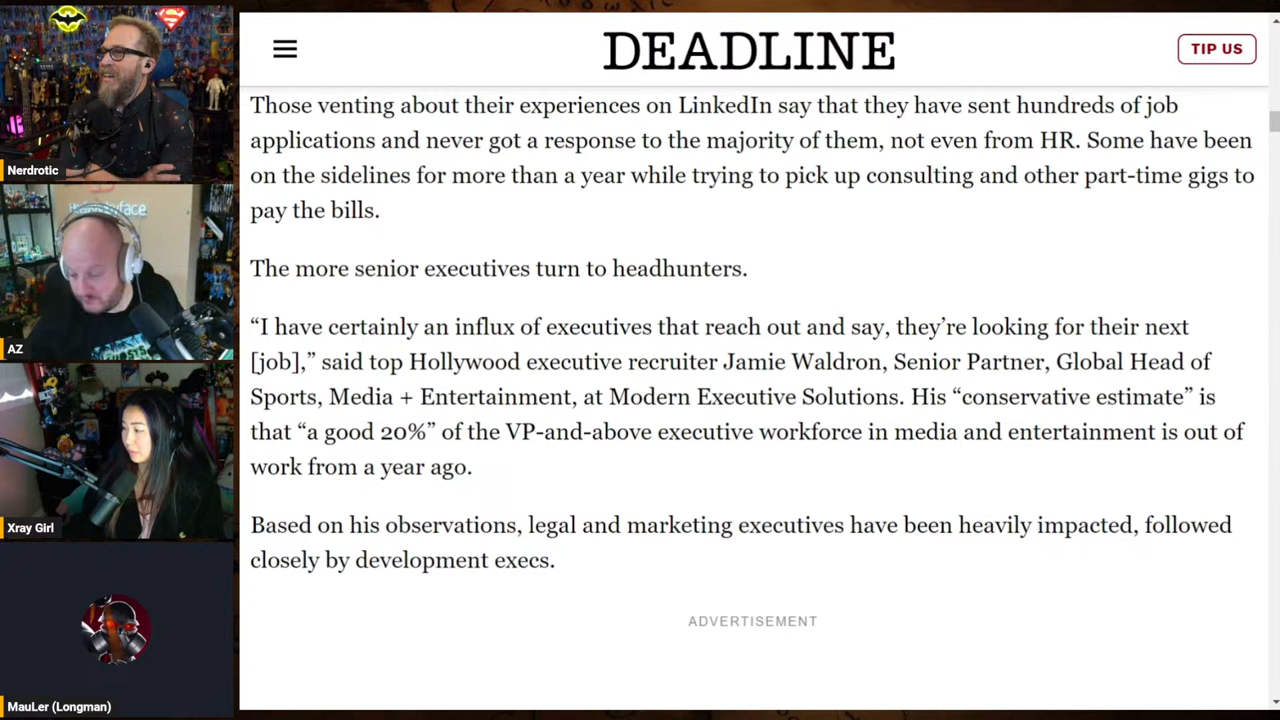 DEADLINE
TIP US
Those venting about their experiences on LinkedIn say that they have sent hundreds of job
applications and never got a response to the majority of them, not even from HR. Some have been
on the sidelines for more than a year while trying to pick up consulting and other part-time gigs to
pay the bills.
The more senior executives turn to headhunters.
“I have certainly an influx of executives that reach out and say, they’re looking for their next
[job],” said top Hollywood executive recruiter Jamie Waldron, Senior Partner, Global Head of
Sports, Media + Entertainment, at Modern Executive Solutions. His “conservative estimate” is
that “a good 20%” of the VP-and-above executive workforce in media and entertainment is out of
work from a year ago.
Based on his observations, legal and marketing executives have been heavily impacted, followed
closely by development execs.
ADVERTISEMENT
Nerdrotic
AZ
Xray Girl
MauLer (Longman)